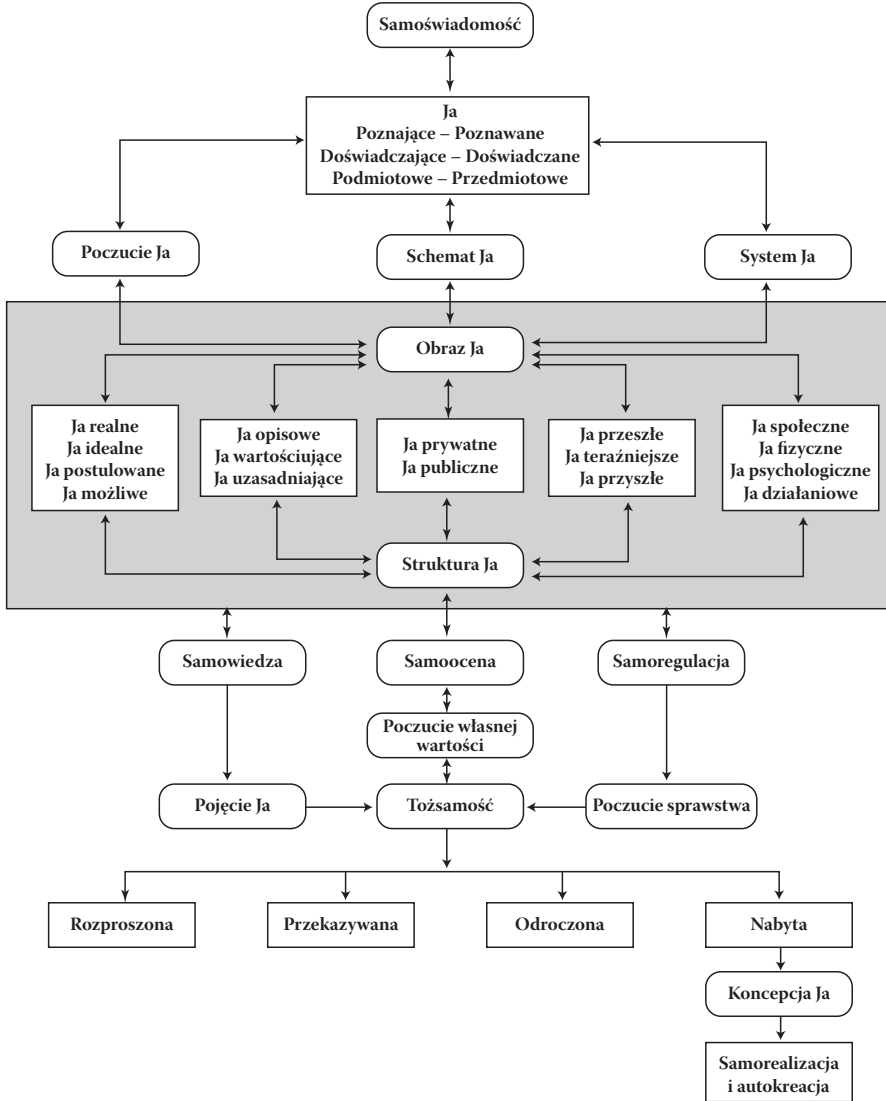 Samoświadomość
Ja
Poznające – Poznawane
Doświadczające – Doświadczane
Podmiotowe – Przedmiotowe
Poczucie Ja
Schemat Ja
System Ja
Obraz Ja
Ja realne
Ja idealne
Ja postulowane
Ja możliwe
Ja opisowe
Ja wartościujące
Ja uzasadniające
Ja prywatne
Ja publiczne
Ja przeszłe
Ja teraźniejsze
Ja przyszłe
Ja społeczne
Ja fizyczne
Ja psychologiczne
Ja działaniowe
Struktura Ja
Samowiedza
Samoocena
Samoregulacja
Poczucie własnej
wartości
Pojęcie Ja
Tożsamość
Poczucie sprawstwa
Rozproszona
Przekazywana
Odroczona
Nabyta
Koncepcja Ja
Samorealizacja
i autokreacja